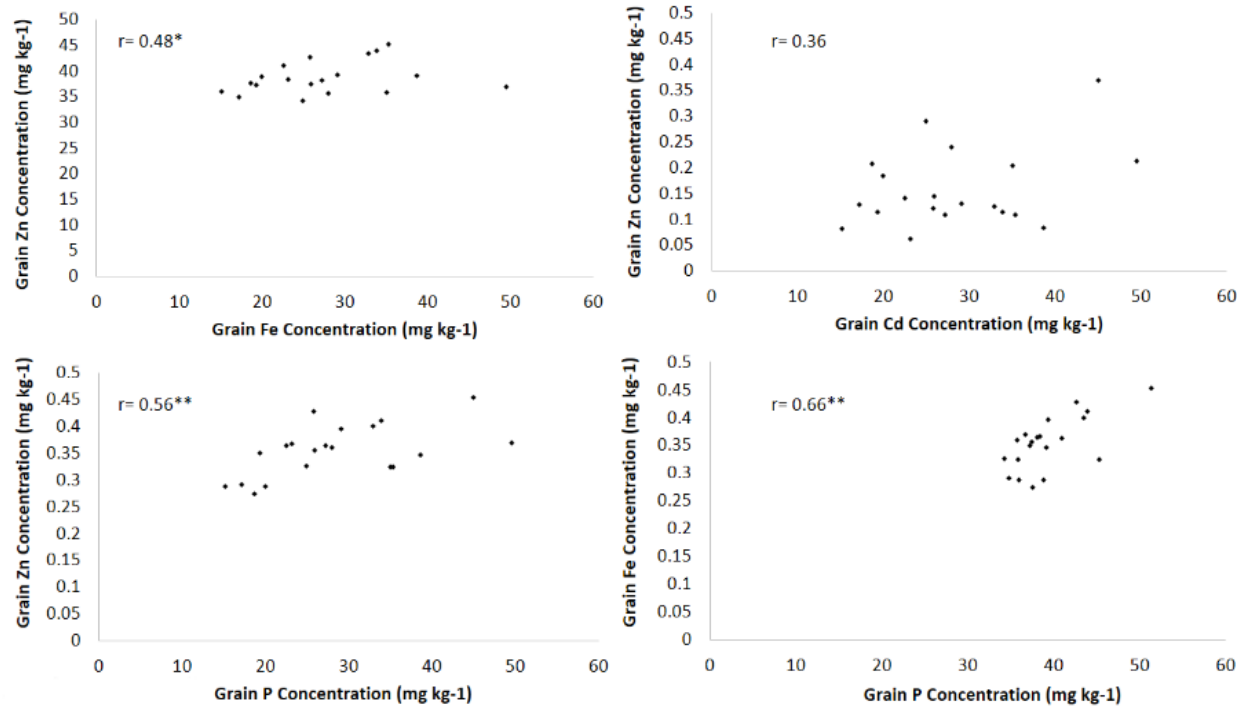 Grain Zn Concentration (mg kg-1)
50
45
40
35
30
25
20
15
10
5
0
r= 0.48*
0 10 20 30 40 50 60
Grain Fe Concentration (mg kg-1)
Grain Zn Concentration (mg kg-1)
0.5
0.45
0.4
0.35
0.3
0.25
0.2
0.15
0.1
0.05
0
r= 0.36
0 10 20 30 40 50 60
Grain Cd Concentration (mg kg-1)
Grain Zn Concentration (mg kg-1)
0.5
0.45
0.4
0.35
0.3
0.25
0.2
0.15
0.1
0.05
0
r= 0.56**
0 10 20 30 40 50 60
Grain P Concentration (mg kg-1)
Grain Fe Concentration (mg kg-1)
0.5
0.45
0.4
0.35
0.3
0.25
0.2
0.15
0.1
0.05
0
r= 0.66**
0 10 20 30 40 50 60
Grain P Concentration (mg kg-1)